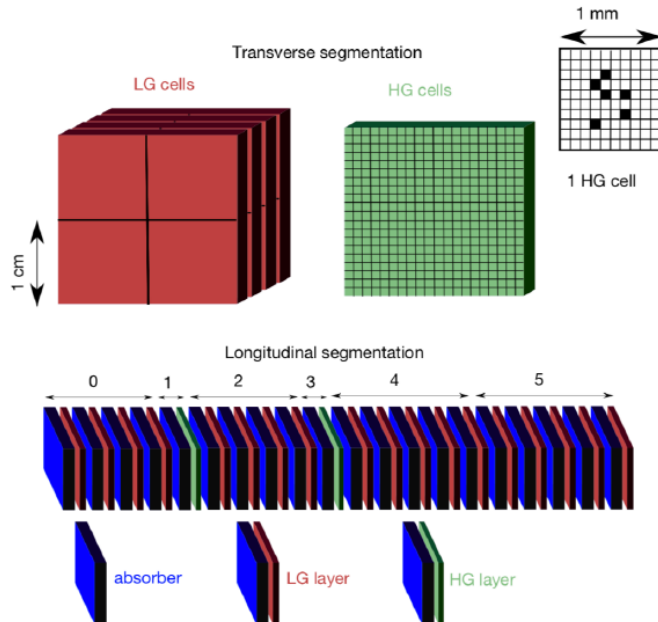 1 mm
Transverse segmentation
LG cells
HG cells
1 HG cell
1 cm
Longitudinal segmentation
0 1 2 3 4 5
absorber
LG layer
HG layer